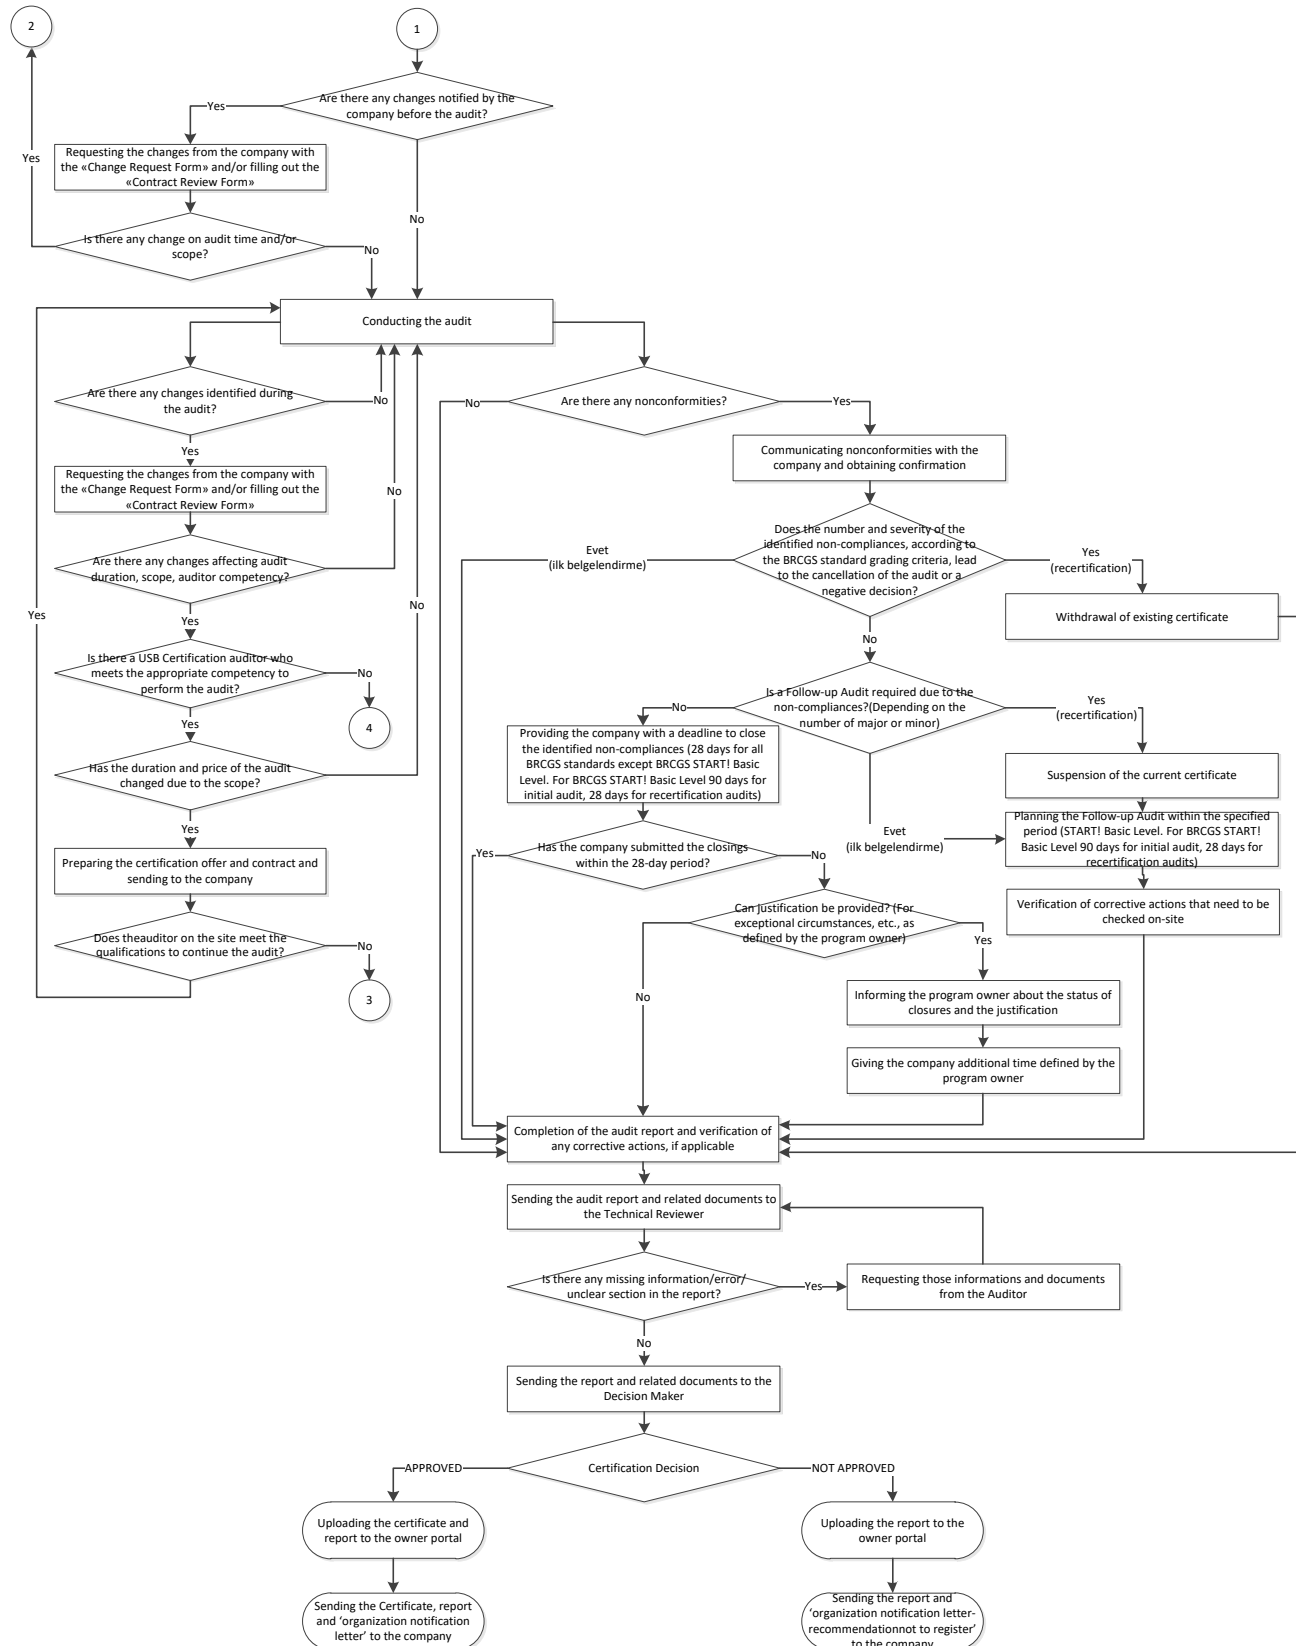 2
1
Are there any changes notified by the
company before the audit?
Yes
Requesting the changes from the company with
the «Change Request Form» and/or filling out the
«Contract Review Form»
Yes
No
Is there any change on audit time and/or
scope?
No
Conducting the audit
Are there any changes identified during
the audit?
No
Yes
Requesting the changes from the company with
the «Change Request Form» and/or filling out the
«Contract Review Form»
No
Are there any changes affecting audit
duration, scope, auditor competency?
No
Yes
Yes
Is there a USB Certification auditor who
meets the appropriate competency to
perform the audit?
No
4
Yes
Has the duration and price of the audit
changed due to the scope?
Yes
Preparing the certification offer and contract and
sending to the company
Does theauditor on the site meet the
qualifications to continue the audit?
No
3
No
Are there any nonconformities?
Yes
Communicating nonconformities with the
company and obtaining confirmation
Does the number and severity of the
identified non-compliances, according to
the BRCGS standard grading criteria, lead
to the cancellation of the audit or a
negative decision?
Evet
(ilk belgelendirme)
Yes
(recertification)
Withdrawal of existing certificate
No
Is a Follow-up Audit required due to the
non-compliances?(Depending on the
number of major or minor)
No
Yes
(recertification)
Providing the company with a deadline to close
the identified non-compliances (28 days for all
BRCGS standards except BRCGS START! Basic
Level. For BRCGS START! Basic Level 90 days for
initial audit, 28 days for recertification audits)
Suspension of the current certificate
Evet
(ilk belgelendirme)
Planning the Follow-up Audit within the specified
period (START! Basic Level. For BRCGS START!
Basic Level 90 days for initial audit, 28 days for
recertification audits)
Yes
Has the company submitted the closings
within the 28-day period?
No
Verification of corrective actions that need to be
checked on-site
Can justification be provided? (For
exceptional circumstances, etc., as
defined by the program owner)
Yes
No
Informing the program owner about the status of
closures and the justification
Giving the company additional time defined by the
program owner
Completion of the audit report and verification of
any corrective actions, if applicable
Sending the audit report and related documents to
the Technical Reviewer
Is there any missing information/error/
unclear section in the report?
Yes
Requesting those informations and documents
from the Auditor
No
Sending the report and related documents to the
Decision Maker
Certification Decision
APPROVED
NOT APPROVED
Uploading the certificate and
report to the owner portal
Uploading the report to the
owner portal
Sending the Certificate, report
and ‘organization notification
letter’ to the company
Sending the report and
‘organization notification letter-
recommendationnot to register’
to the company